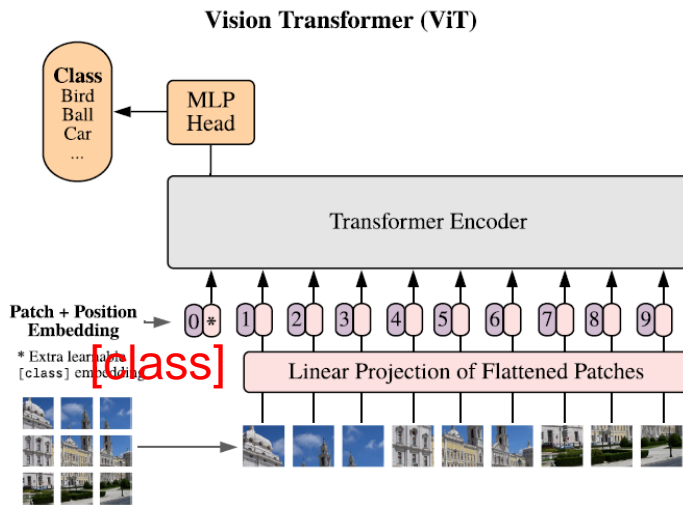 Vision Transformer (ViT)
Class
Bird
Ball
Car
...
MLP
Head
Transformer Encoder
Patch + Position
Embedding
0 * 1 2 3 4 5 6 7 8 9
* Extra learnable
[class] embedding
[class]
Linear Projection of Flattened Patches